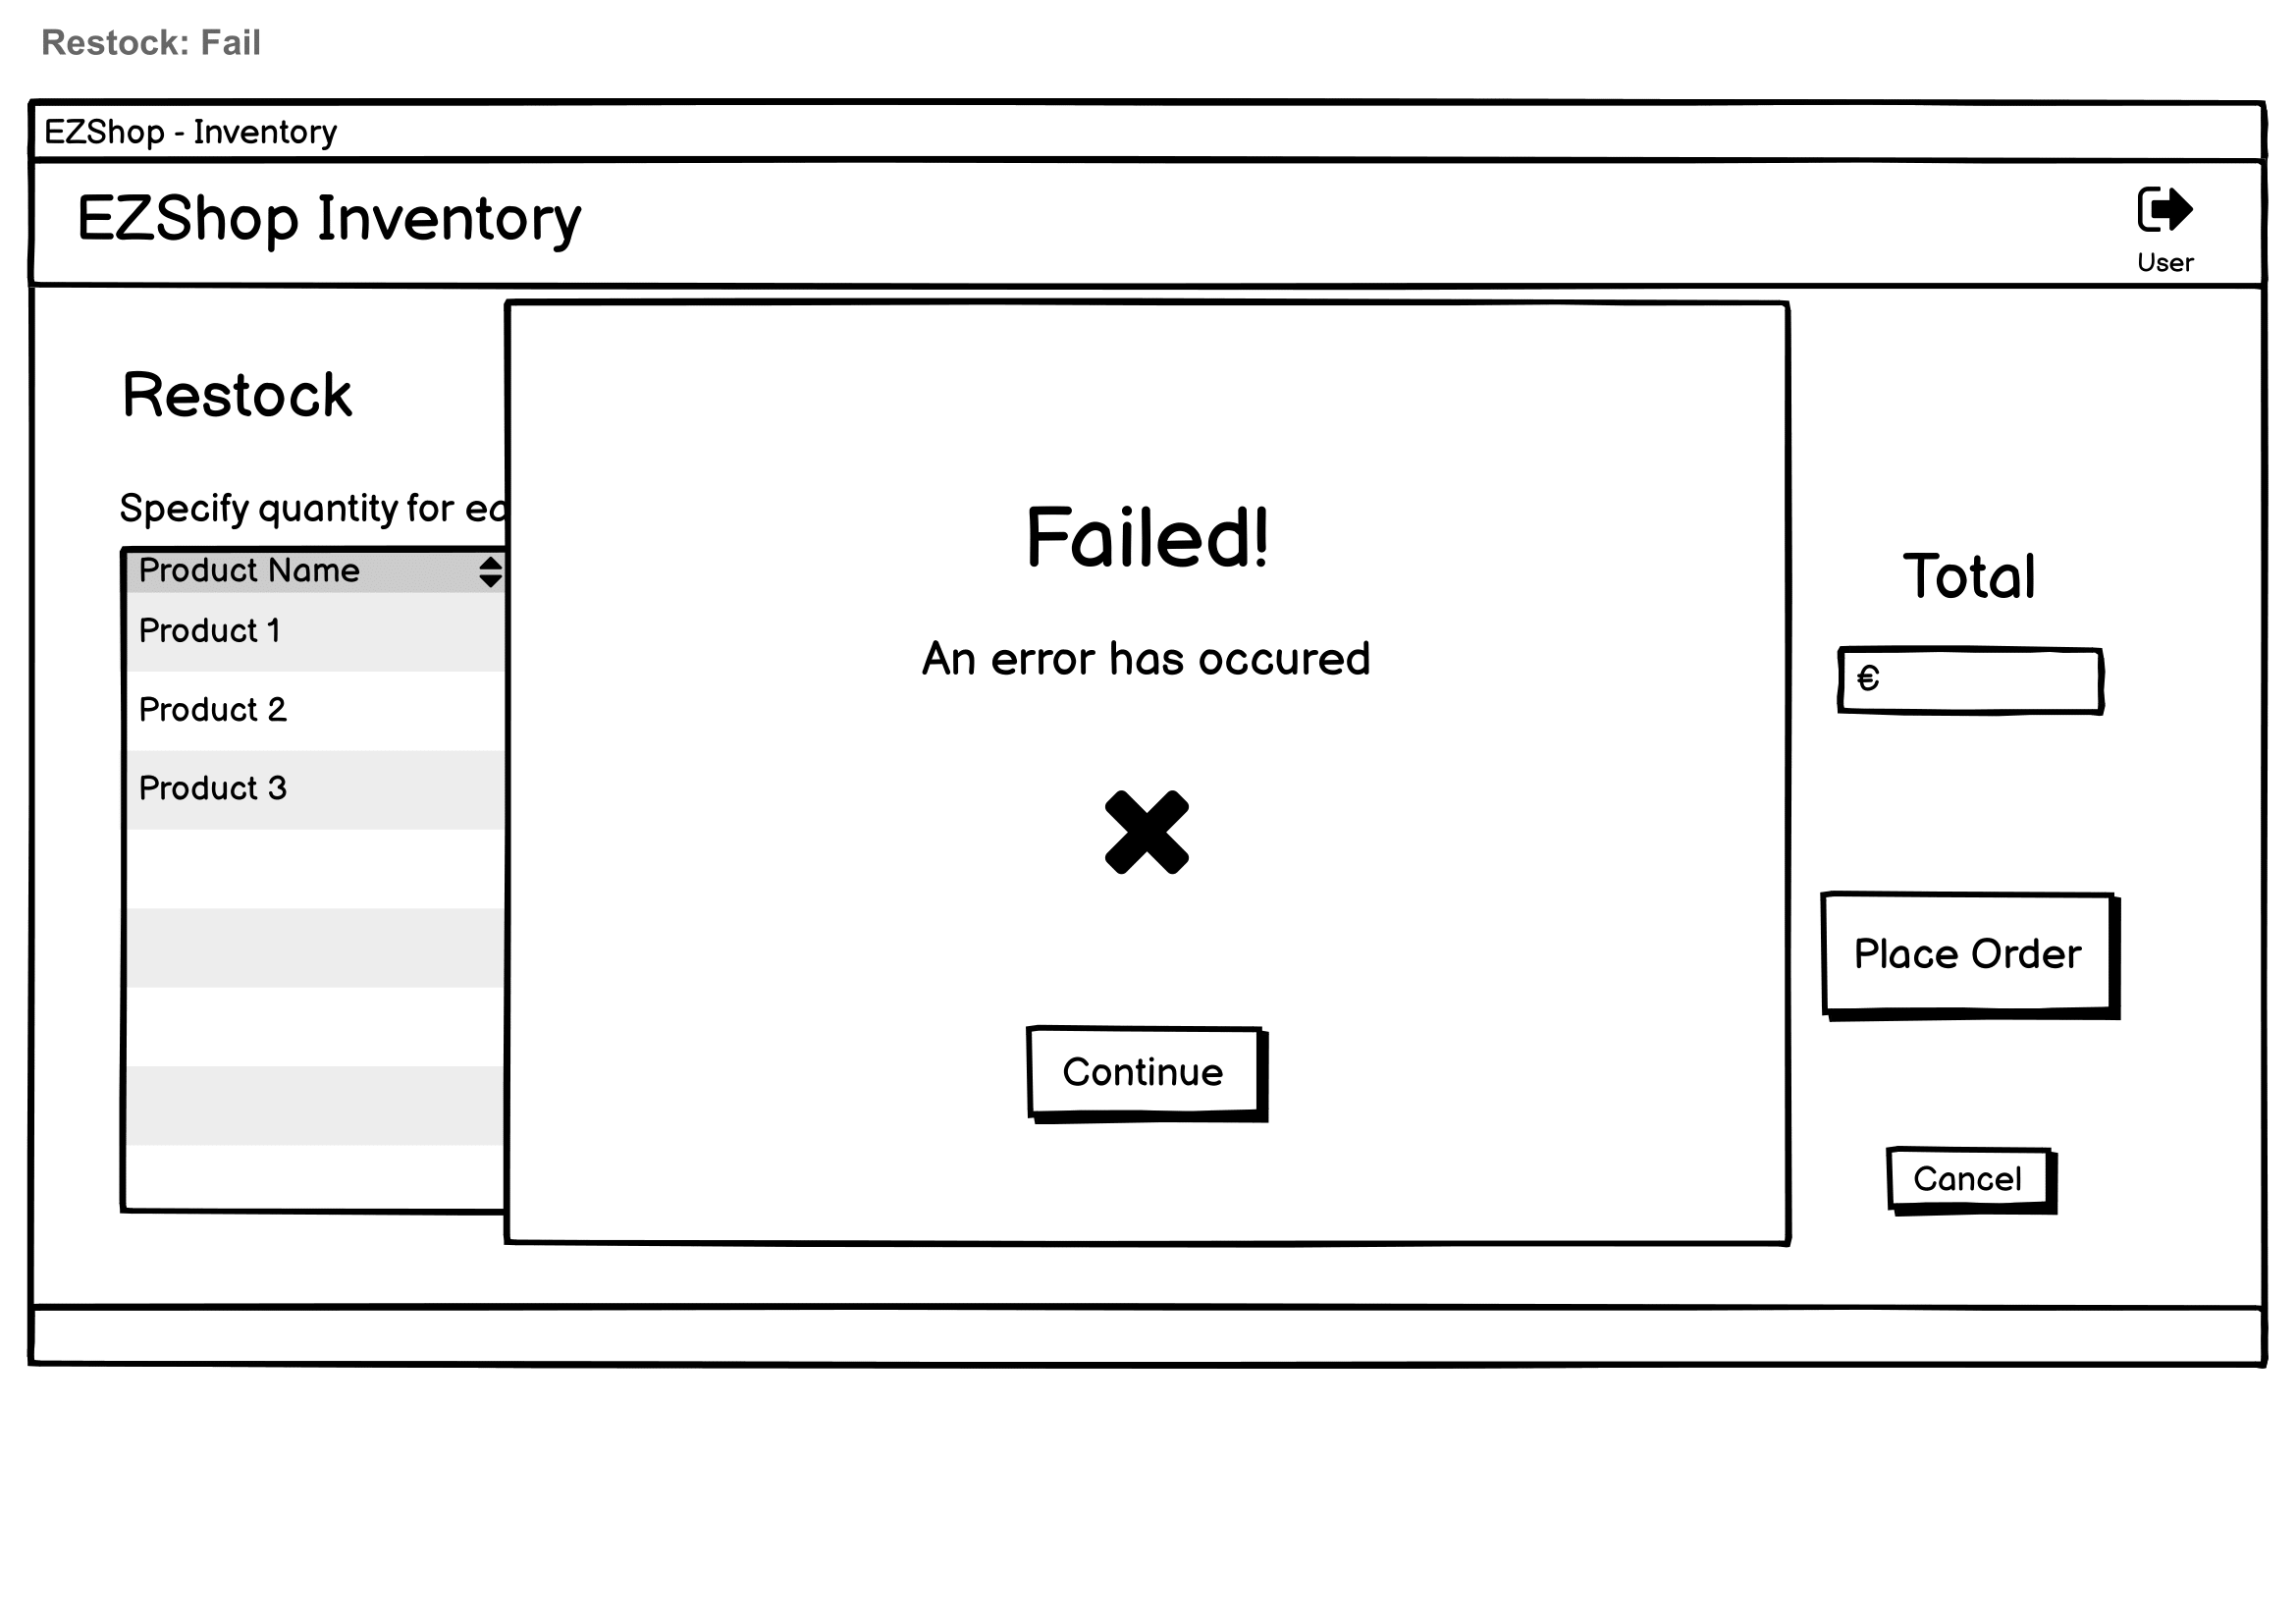 Restock: Fail
EZShop - Inventory
EZShop Inventory
User
Restock
Specify quantity for
Failed!
An error has occured
Product Name
Product 1
Product 2
Product 3
Continue
Total
€
Place Order
Cancel